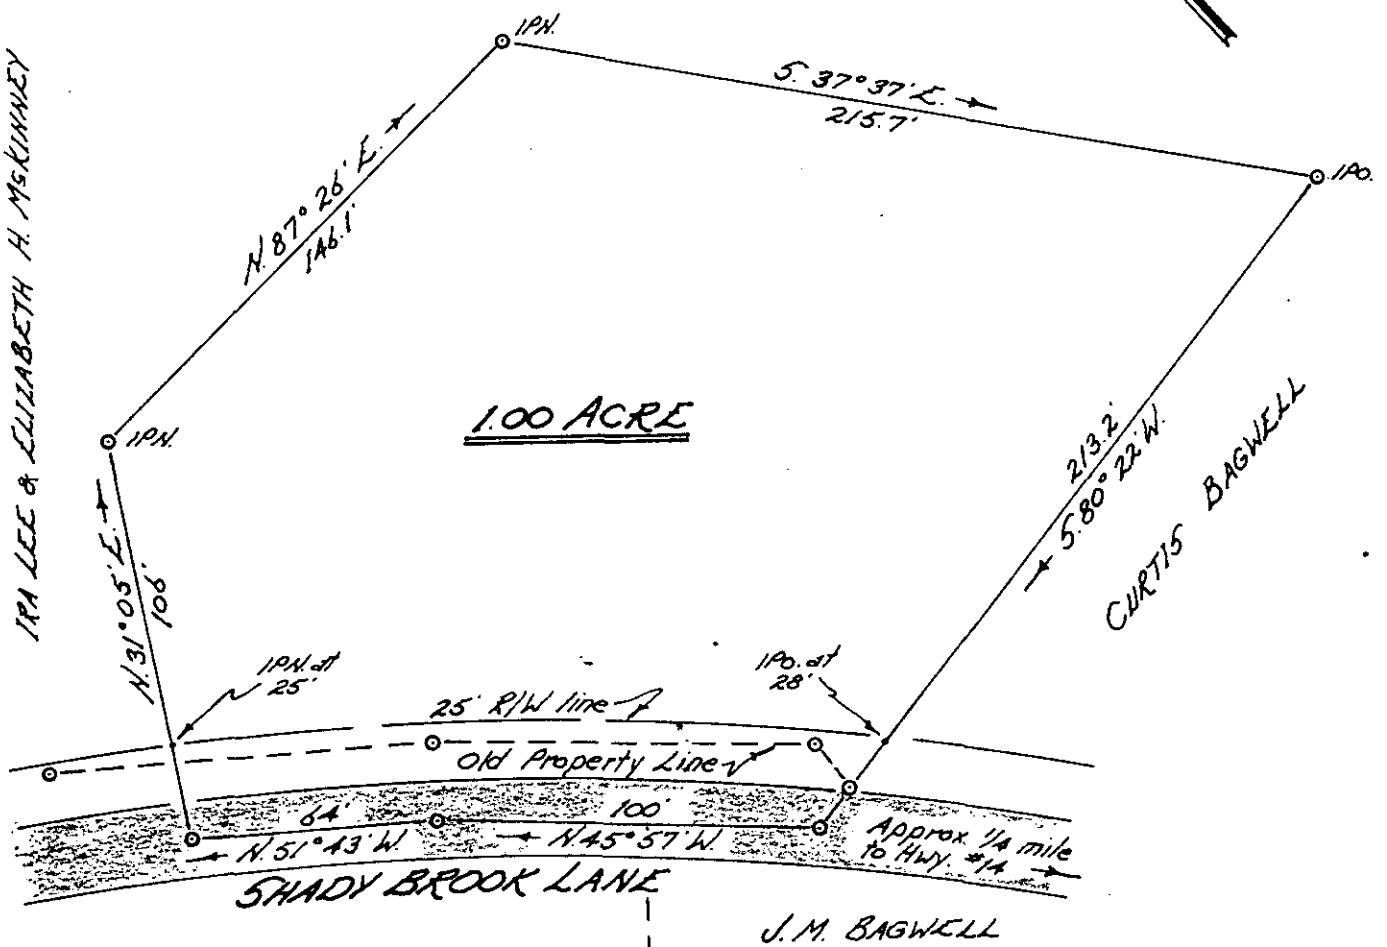 IPN.
S. 37° 37' E.
215.7'
IPO.
IRA LEE & ELIZABETH H. McKINNEY
N. 87° 26' E.
146.1'
1.00 ACRE
IPN.
213.2'
S. 80° 22' W.
CURTIS BAGWELL
N. 31° 05' E.
106'
IPN. at
25'
IPO. at
28'
25' R/W line
Old Property Line
64'
100'
N. 51° 43' W.
N. 45° 57' W.
Approx. 1/4 mile
to Hwy. #14
SHADY BROOK LANE
J. M. BAGWELL